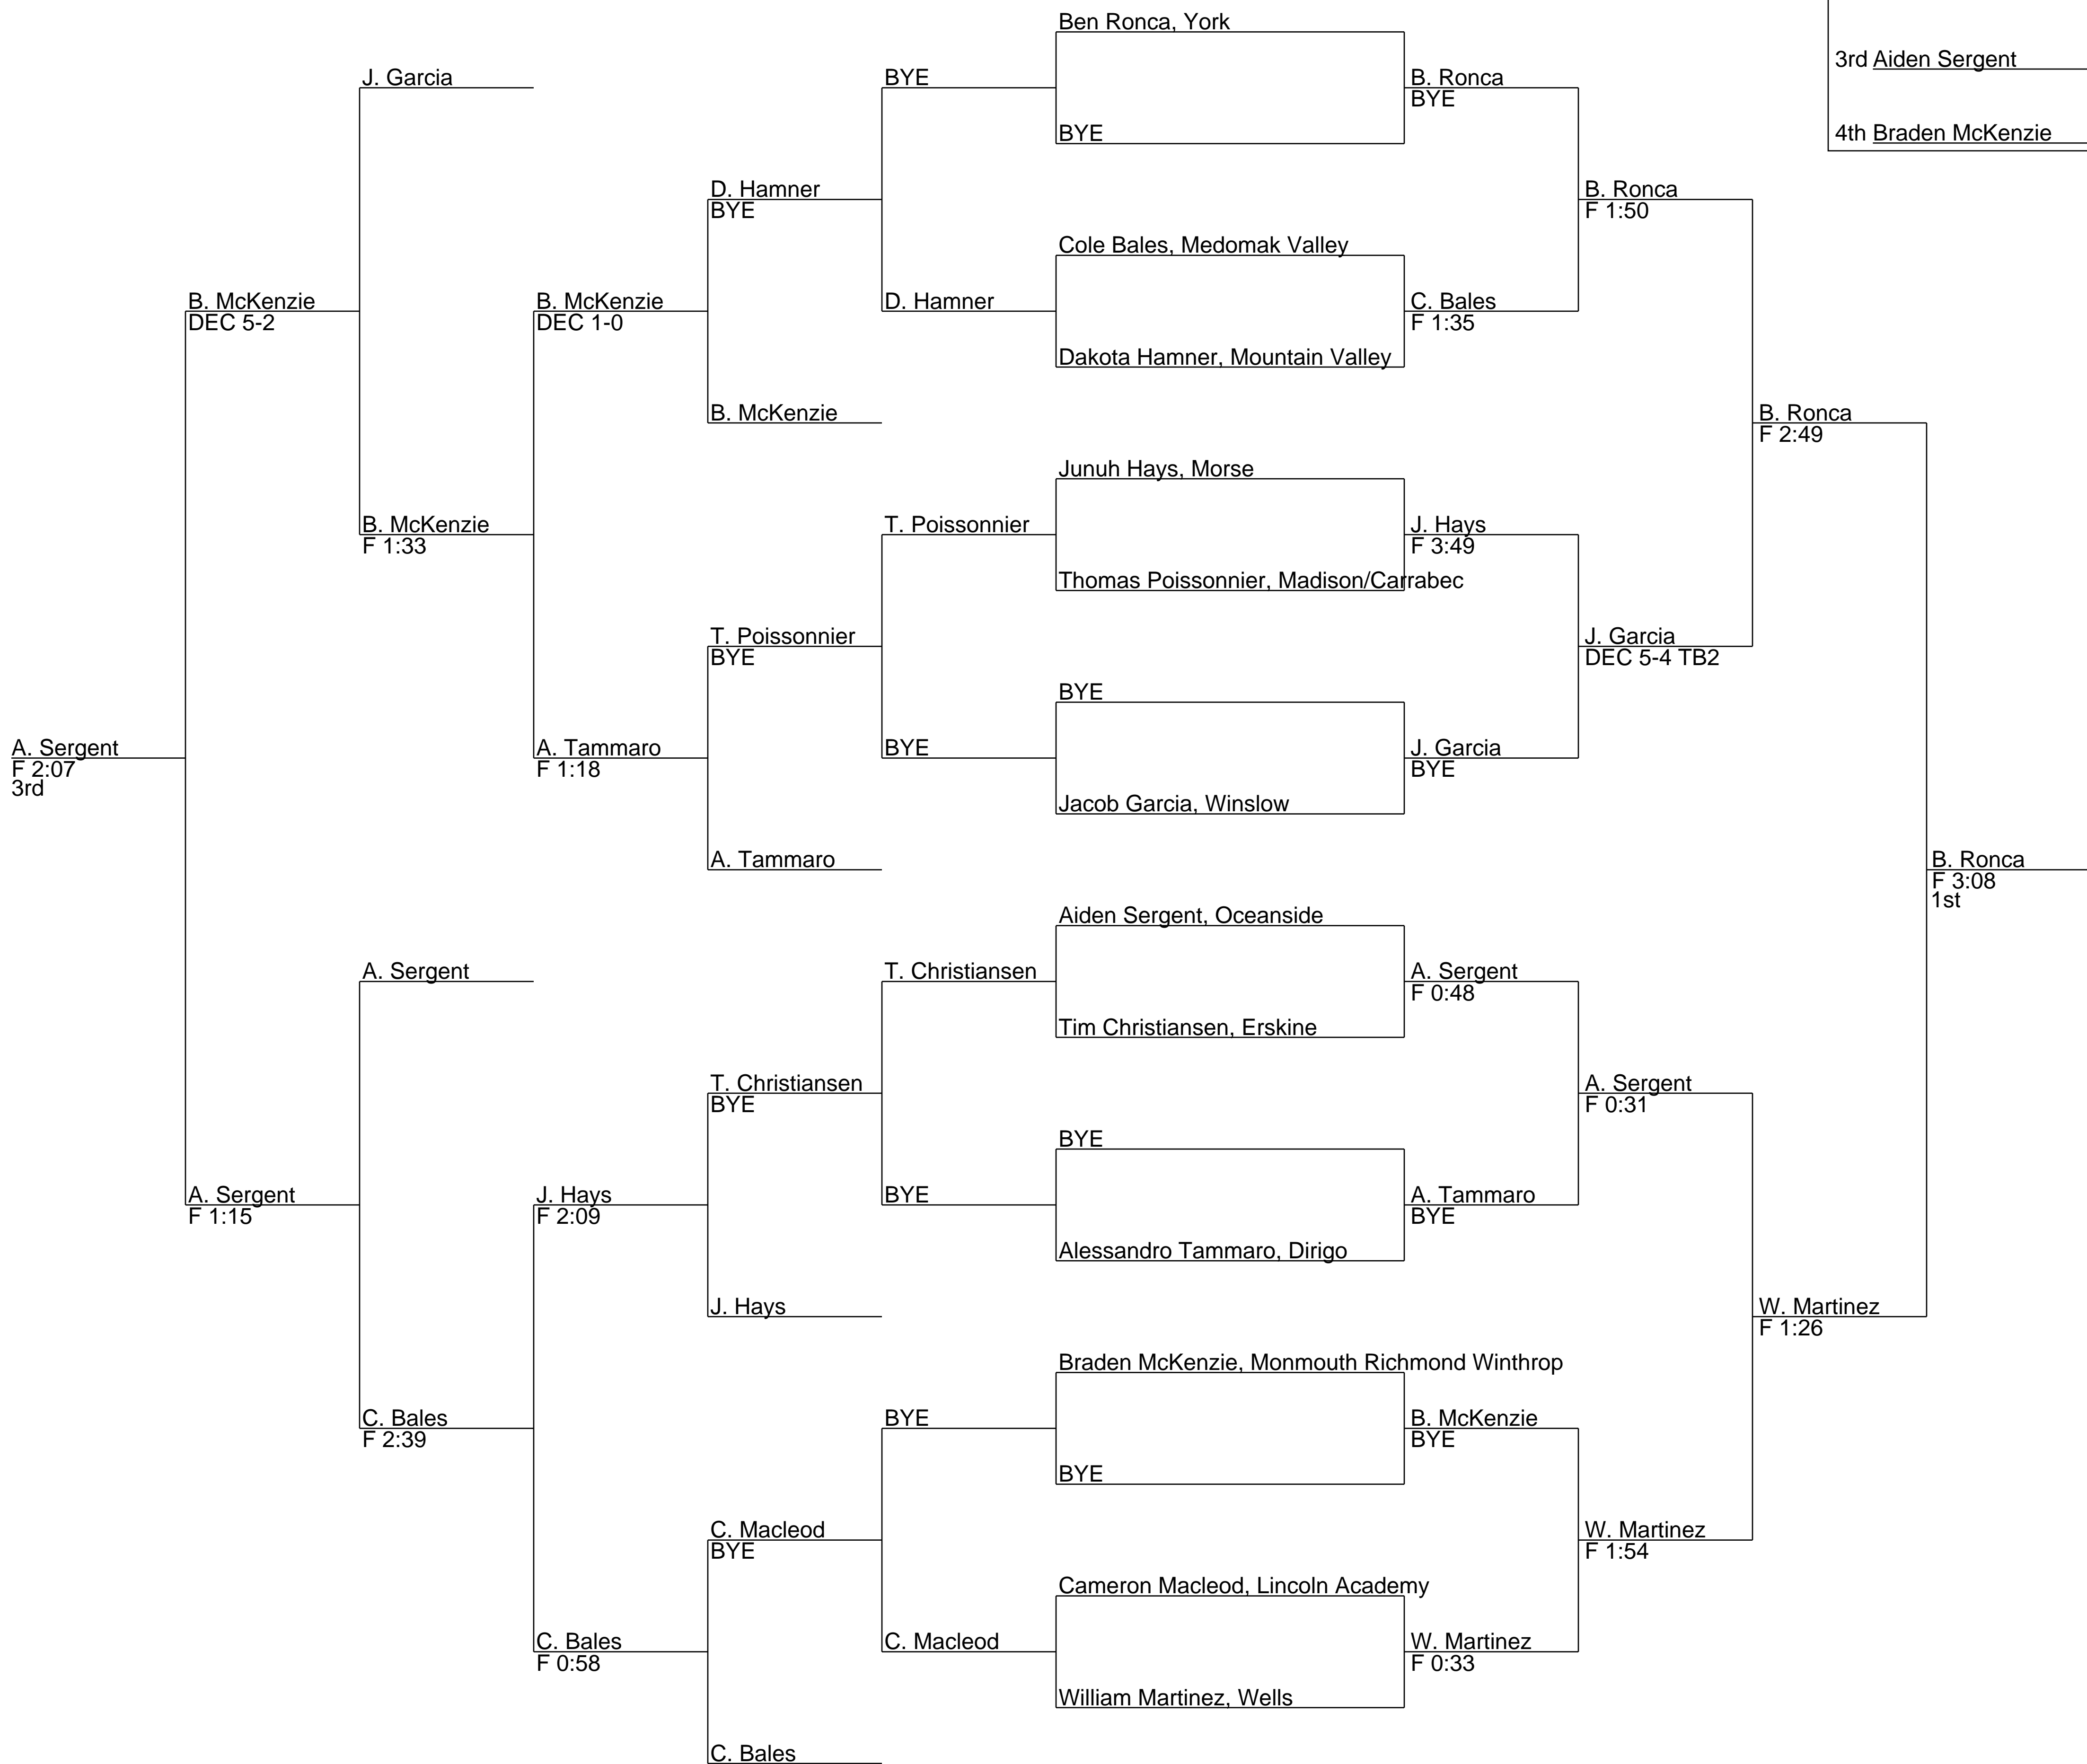 Ben Ronca, York
3rd Aiden Sergent
J. Garcia
BYE
B. Ronca
BYE
BYE
4th Braden McKenzie
D. Hamner
BYE
B. Ronca
F 1:50
Cole Bales, Medomak Valley
B. McKenzie
DEC 5-2
B. McKenzie
DEC 1-0
D. Hamner
C. Bales
F 1:35
Dakota Hamner, Mountain Valley
B. McKenzie
B. Ronca
F 2:49
Junuh Hays, Morse
B. McKenzie
F 1:33
T. Poissonnier
J. Hays
F 3:49
Thomas Poissonnier, Madison/Carrabec
T. Poissonnier
BYE
J. Garcia
DEC 5-4 TB2
BYE
A. Sergent
F 2:07
3rd
A. Tammaro
F 1:18
BYE
J. Garcia
BYE
Jacob Garcia, Winslow
A. Tammaro
B. Ronca
F 3:08
1st
Aiden Sergent, Oceanside
A. Sergent
T. Christiansen
A. Sergent
F 0:48
Tim Christiansen, Erskine
T. Christiansen
BYE
A. Sergent
F 0:31
BYE
A. Sergent
F 1:15
J. Hays
F 2:09
BYE
A. Tammaro
BYE
Alessandro Tammaro, Dirigo
J. Hays
W. Martinez
F 1:26
Braden McKenzie, Monmouth Richmond Winthrop
C. Bales
F 2:39
BYE
B. McKenzie
BYE
BYE
C. Macleod
BYE
W. Martinez
F 1:54
Cameron Macleod, Lincoln Academy
C. Bales
F 0:58
C. Macleod
W. Martinez
F 0:33
William Martinez, Wells
C. Bales